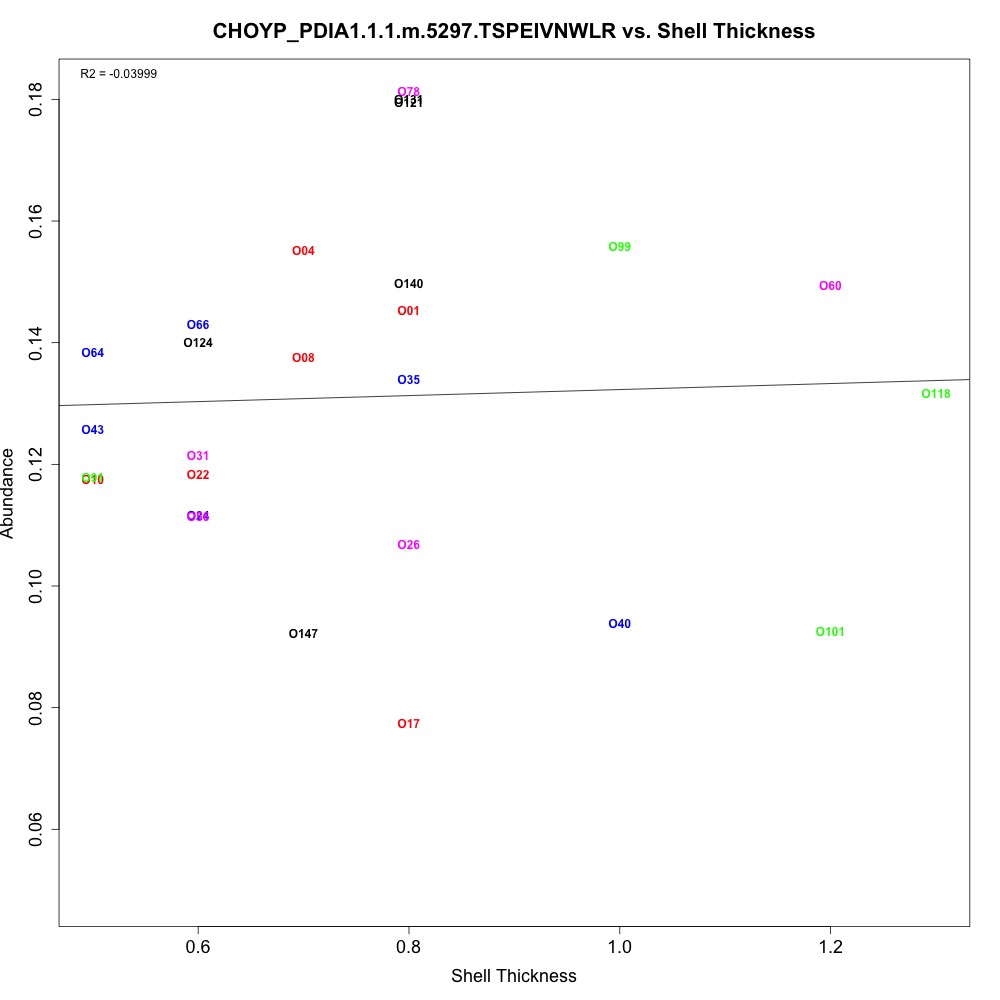 CHOYP_PDIA1.1.1.m.5297.TSPEIVNWLR vs. Shell Thickness
R2 = -0.03999
0.18
O78
O131
O121
0.16
O04
O99
O140
O60
O01
O66
0.14
O124
O64
O08
O35
O118
O43
Abundance
0.12
O31
O22
O10
O24
O26
0.10
O40
O147
O101
0.08
O17
0.06
0.6
0.8
1.0
1.2
Shell Thickness